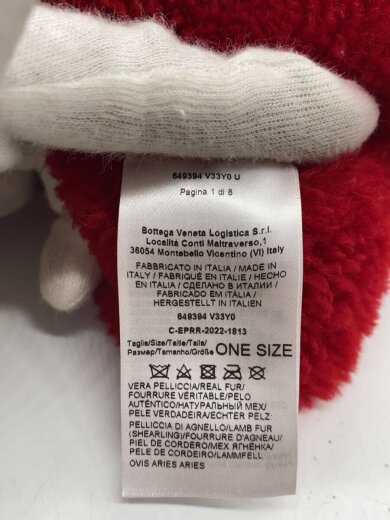 649394 V33Y0 U
Pagina 1 di 8
Bottega Veneta Logistica S.r.l.
Località Conti Maltraverso,1
36054 Montebello Vicentino (VI) Italy
FABBRICATO IN ITALIA / MADE IN
ITALY / FABRIQUÉ EN ITALIE / HECHO
EN ITALIA / СДЕЛАНО В ИТАЛИИ /
FABRICADO EM ITÁLIA /
HERGESTELLT IN ITALIEN
649394 V33Y0
C-EPRR-2022-1813
Taglia/Size/Taille/Talla/
Размер/Tamanho/Größe ONE SIZE
VERA PELLICCIA/REAL FUR/
FOURRURE VÉRITABLE/PELO
AUTÉNTICO/НАТУРАЛЬНЫЙ МЕХ/
PELE VERDADEIRA/ECHTER PELZ:
PELLICCIA DI AGNELLO/LAMB FUR
(SHEARLING)/FOURRURE D'AGNEAU/
PIEL DE CORDERO/МЕХ ЯГНЁНКА/
PELO DE CORDEIRO/LAMMFELL
OVIS ARIES ARIES